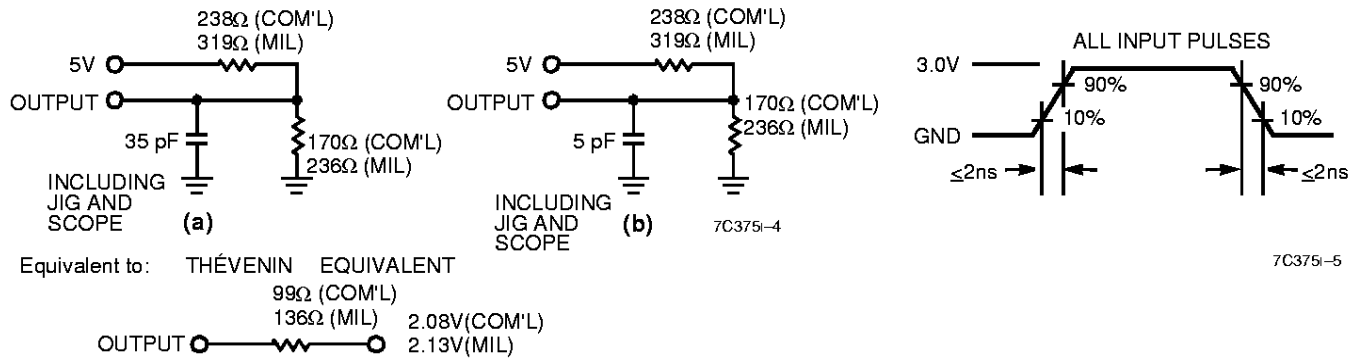 238Ω (COM'L)
319Ω (MIL)
5V
OUTPUT
35 pF
170Ω (COM'L)
236Ω (MIL)
INCLUDING
JIG AND
SCOPE
(a)
238Ω (COM'L)
319Ω (MIL)
5V
OUTPUT
5 pF
170Ω (COM'L)
236Ω (MIL)
INCLUDING
JIG AND
SCOPE
(b)
7C375i–4
ALL INPUT PULSES
3.0V
90%
10%
GND
90%
10%
≤2ns
≤2ns
7C375i–5
Equivalent to: THÉVENIN EQUIVALENT
99Ω (COM'L)
136Ω (MIL)
OUTPUT
2.08V(COM'L)
2.13V(MIL)